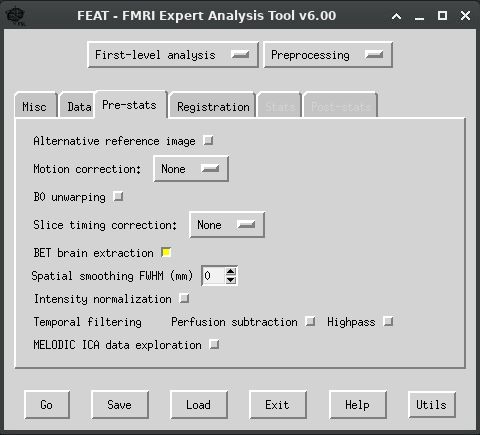 FEAT - FMRI Expert Analysis Tool v6.00
First-level analysis Preprocessing
Misc Data Pre-stats Registration Stats Post-stats
Alternative reference image
Motion correction: None
B0 unwarping
Slice timing correction: None
BET brain extraction
Spatial smoothing FWHM (mm) 0
Intensity normalization
Temporal filtering Perfusion subtraction Highpass
MELODIC ICA data exploration
Go Save Load Exit Help Utils